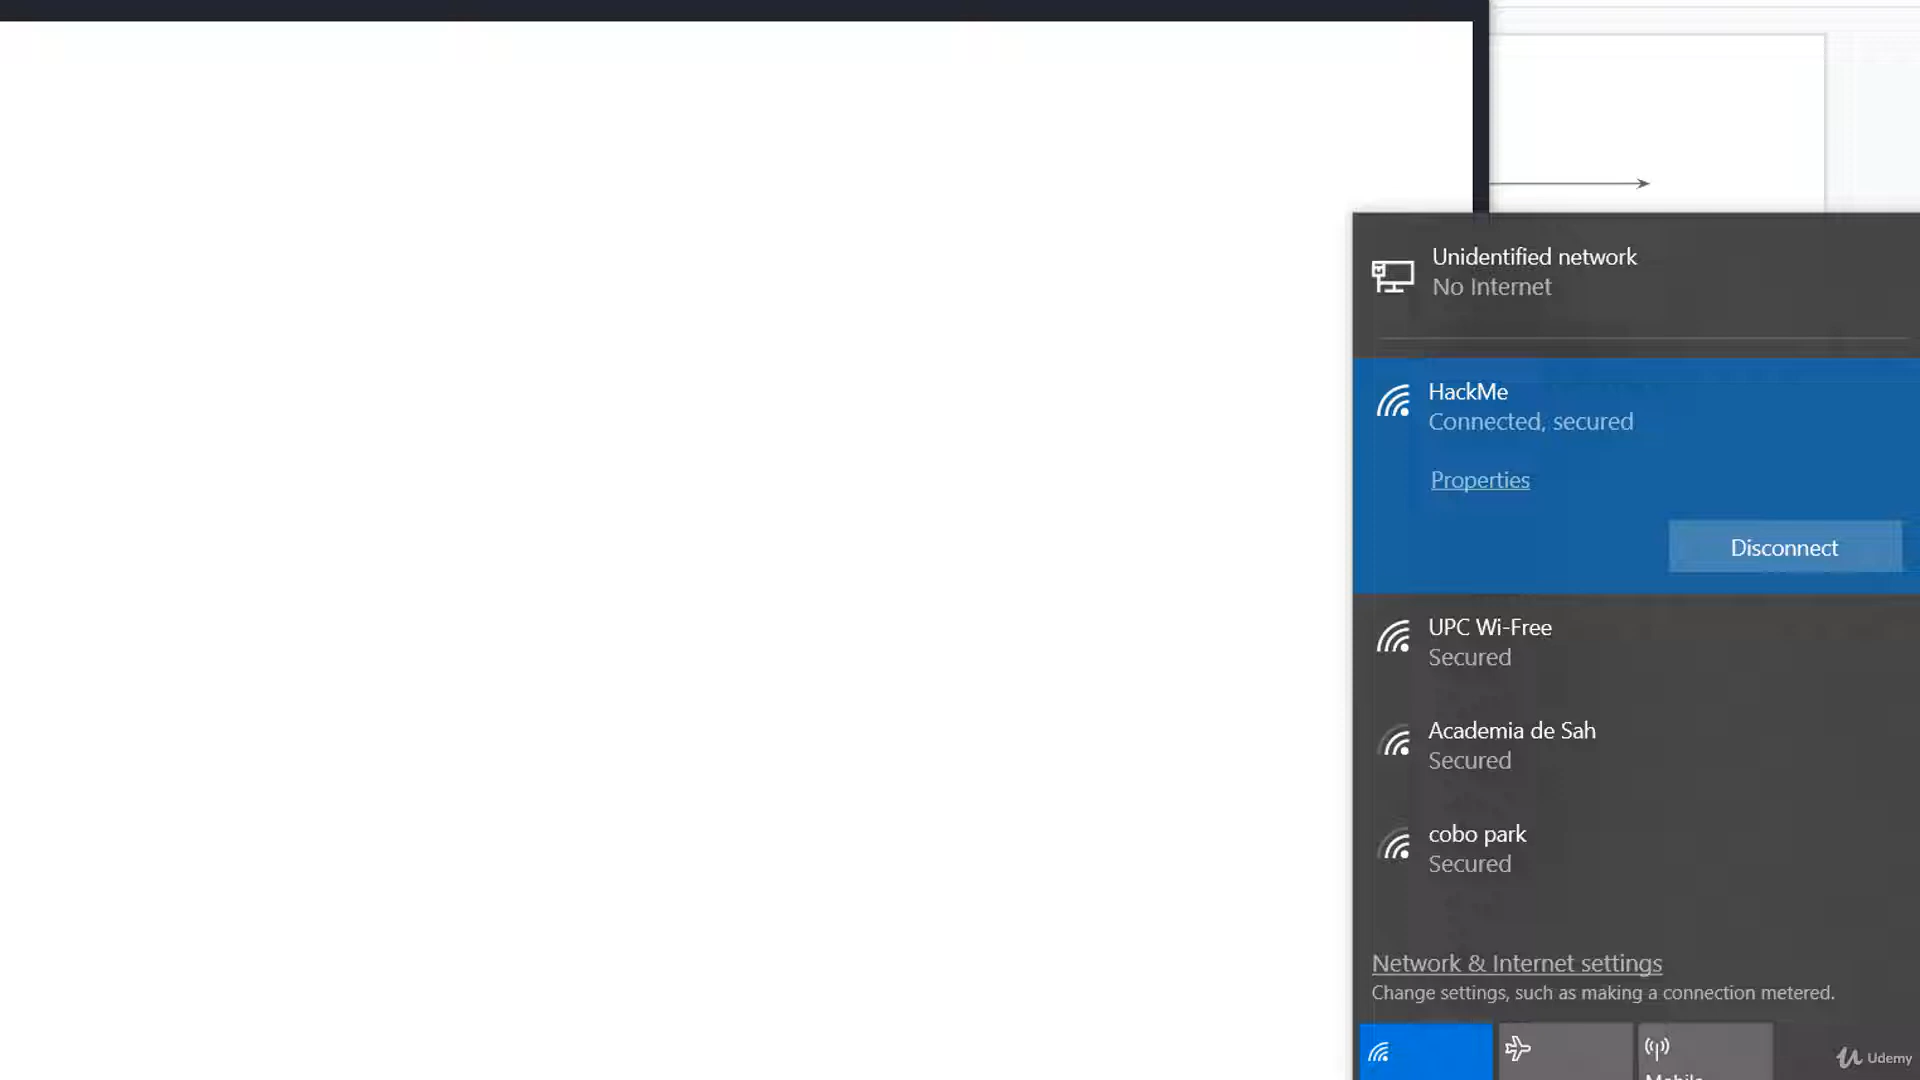 Unidentified network
No Internet
HackMe
Connected, secured
Properties
Disconnect
UPC Wi-Free
Secured
Academia de Sah
Secured
cobo park
Secured
Network & Internet settings
Change settings, such as making a connection metered.
Udemy